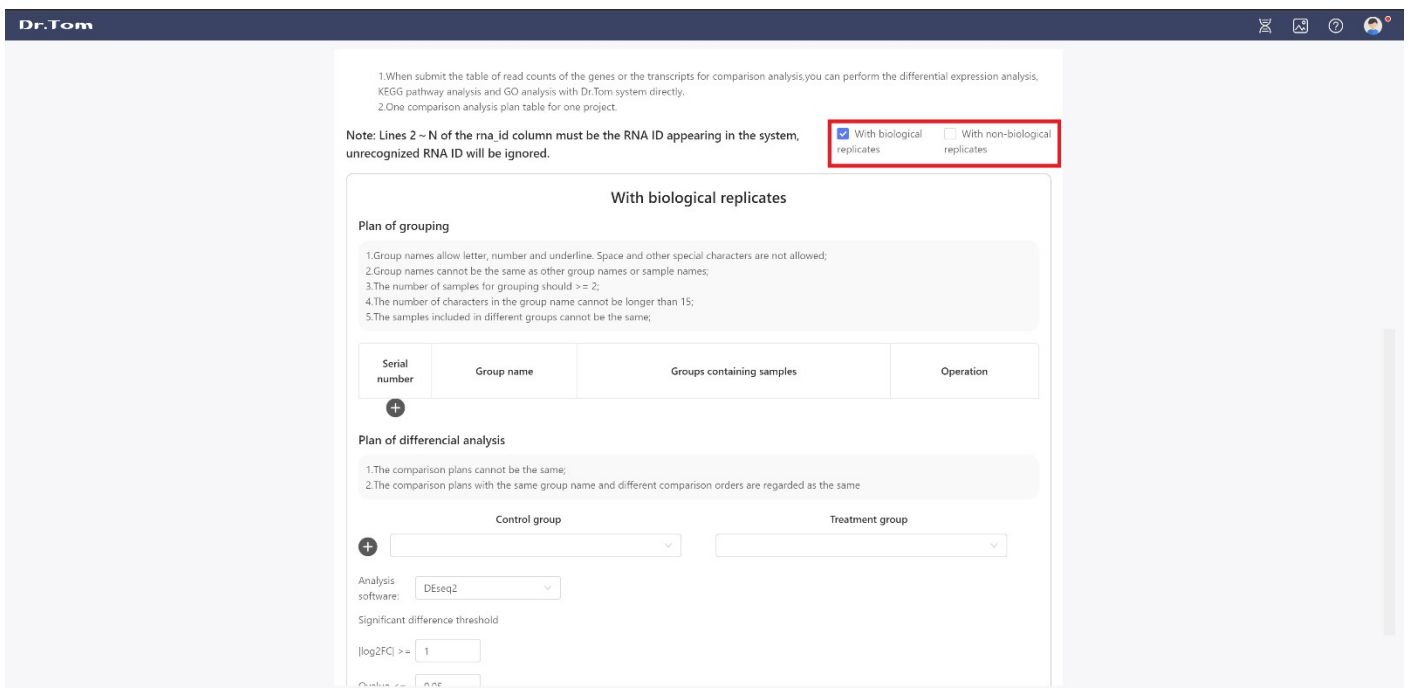 Dr.Tom
1.When submit the table of read counts of the genes or the transcripts for comparison analysis,you can perform the differential expression analysis,
KEGG pathway analysis and GO analysis with Dr.Tom system directly.
2.One comparison analysis plan table for one project.
Note: Lines 2 ~ N of the rna_id column must be the RNA ID appearing in the system,
unrecognized RNA ID will be ignored.
With biological
replicates
With non-biological
replicates
With biological replicates
Plan of grouping
1.Group names allow letter, number and underline. Space and other special characters are not allowed;
2.Group names cannot be the same as other group names or sample names;
3.The number of samples for grouping should >= 2;
4.The number of characters in the group name cannot be longer than 15;
5.The samples included in different groups cannot be the same;
Serial
number
Group name
Groups containing samples
Operation
Plan of differencial analysis
1.The comparison plans cannot be the same;
2.The comparison plans with the same group name and different comparison orders are regarded as the same
Control group
Treatment group
Analysis
software:
DEseq2
Significant difference threshold
|log2FC| >=
1
Qvalue <=
0.05